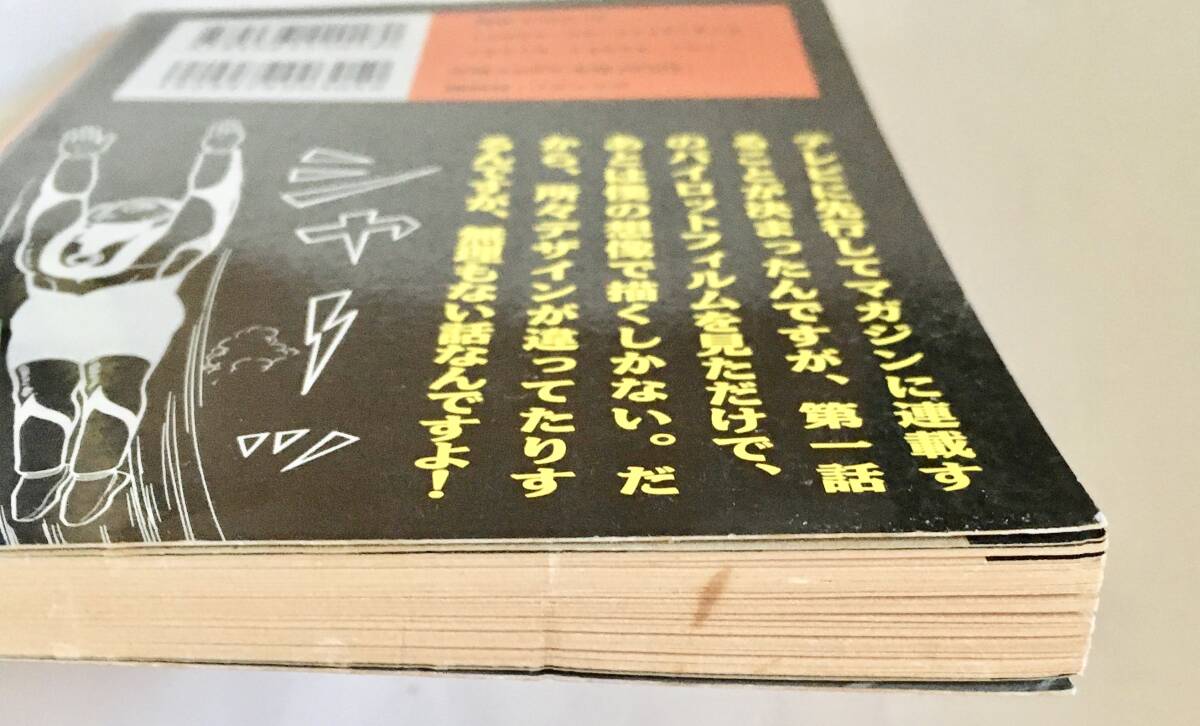 テレビに先行してマガジンに連載す
ることが決まったんですが、第一話
のパイロットフィルムを見ただけで、
あとは僕の想像で描くしかない。だ
から、所々デザインが違ってたりす
るんですが、無理もない話なんですよ！
シャーッ